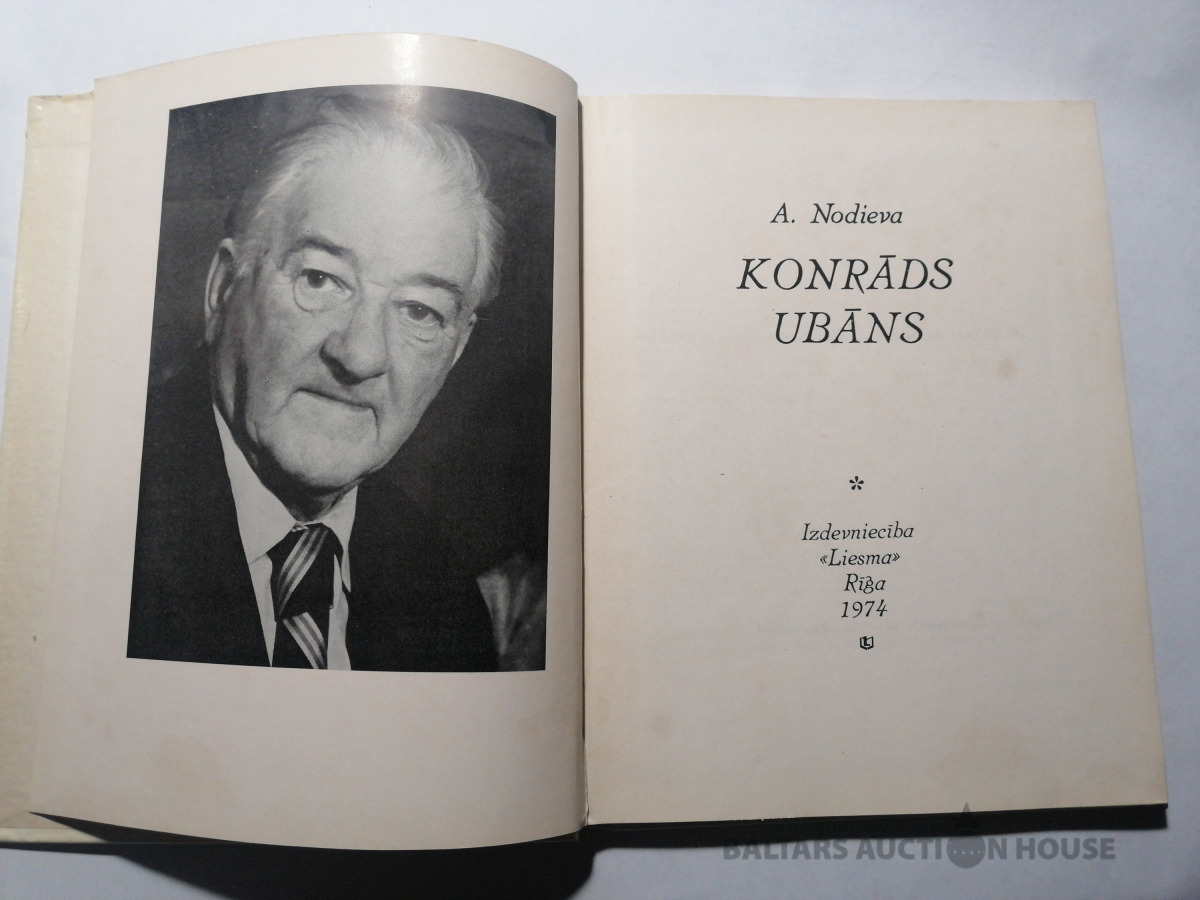 A. Nodieva
KONRĀDS
UBĀNS
*
Izdevniecība
«Liesma»
Rīga
1974
L
BALTARS AUCTION HOUSE